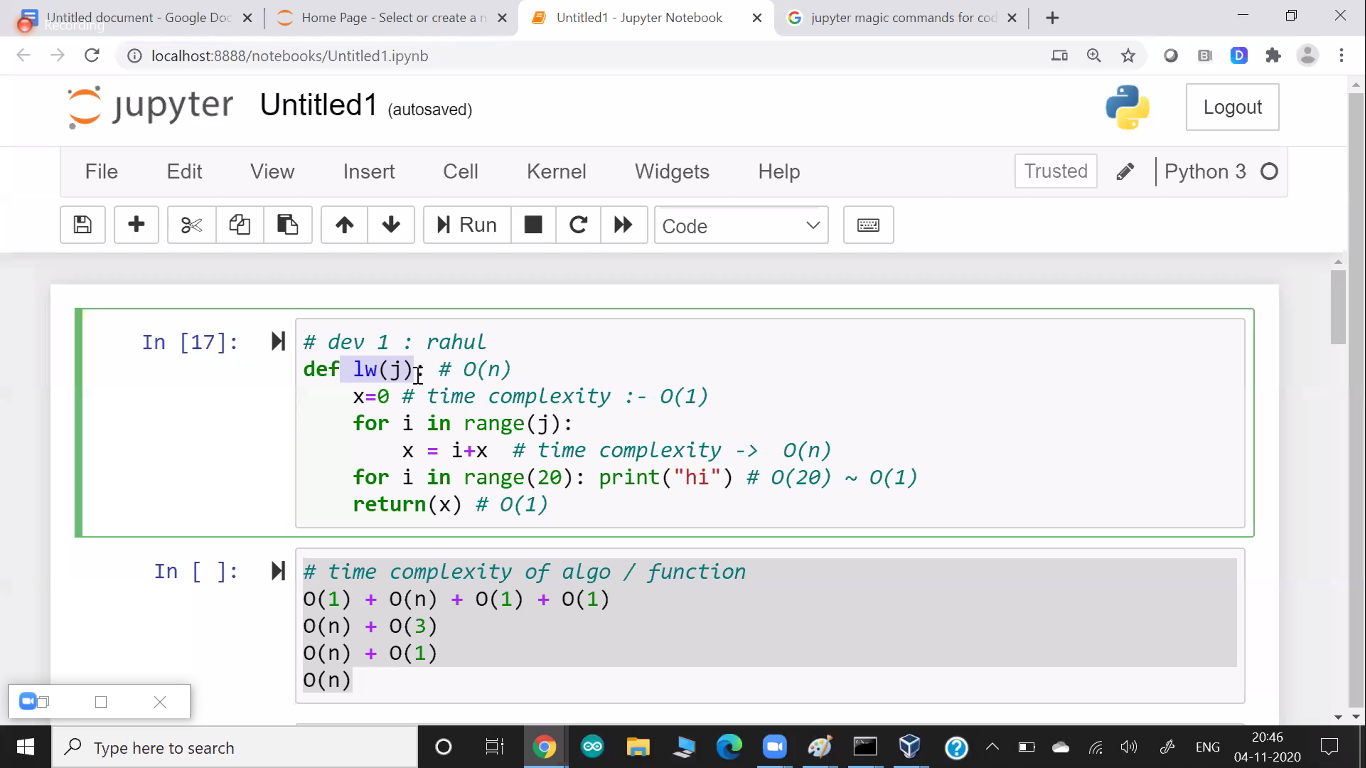 Untitled document - Google Doc
Home Page - Select or create a n
Untitled1 - Jupyter Notebook
jupyter magic commands for cod
Recording
localhost:8888/notebooks/Untitled1.ipynb
jupyter Untitled1 (autosaved)
Logout
File Edit View Insert Cell Kernel Widgets Help
Trusted
Python 3
Run
Code
In [17]:
# dev 1 : rahul
def lw(j): # O(n)
x=0 # time complexity :- O(1)
for i in range(j):
x = i+x # time complexity -> O(n)
for i in range(20): print("hi") # O(20) ~ O(1)
return(x) # O(1)
In [ ]:
# time complexity of algo / function
O(1) + O(n) + O(1) + O(1)
O(n) + O(3)
O(n) + O(1)
O(n)
Type here to search
ENG
20:46
04-11-2020